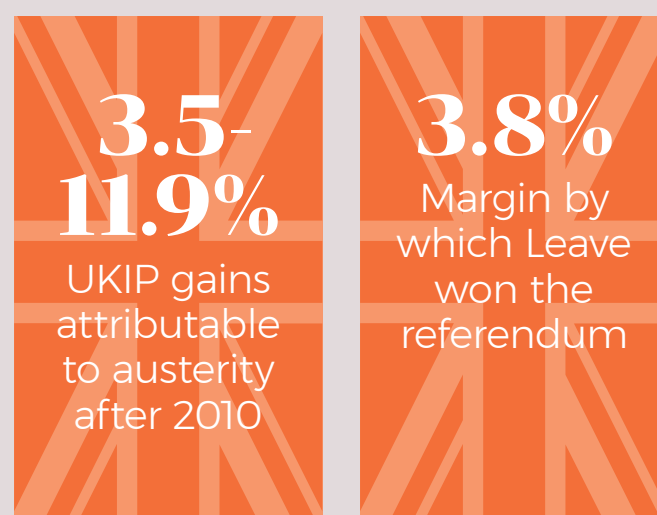 3.5-
11.9%
UKIP gains
attributable
to austerity
after 2010
3.8%
Margin by
which Leave
won the
referendum